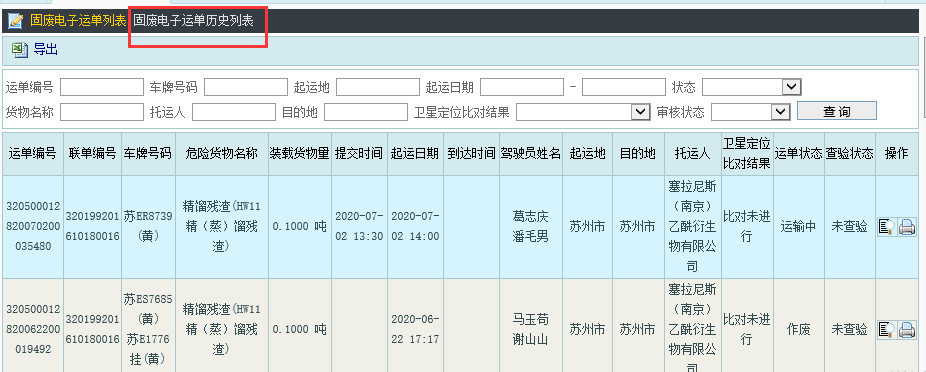 固废电子运单列表 固废电子运单历史列表
导出
运单编号 车牌号码 起运地 起运日期 - 状态
货物名称 托运人 目的地 卫星定位比对结果 审核状态 查 询
运单编号 联单编号 车牌号码 危险货物名称 装载货物量 提交时间 起运日期 到达时间 驾驶员姓名 起运地 目的地 托运人 卫星定位
比对结果 运单状态 查验状态 操作
320500012
820070200
035480
320199201
610180016
苏ER8739
(黄)
精馏残渣(HW11
精（蒸）馏残
渣)
0.1000 吨
2020-07-
02 13:30
2020-07-
02 14:00
葛志庆
潘毛男
苏州市
苏州市
塞拉尼斯
（南京）
乙酰衍生
物有限公
司
比对未进
行
运输中
未查验
320500012
820062200
019492
320199201
610180016
苏ES7685
(黄)
苏E1776
挂(黄)
精馏残渣(HW11
精（蒸）馏残
渣)
0.1000 吨
2020-06-
22 17:17
马玉苟
谢山山
苏州市
苏州市
塞拉尼斯
（南京）
乙酰衍生
物有限公
司
比对未进
行
作废
未查验